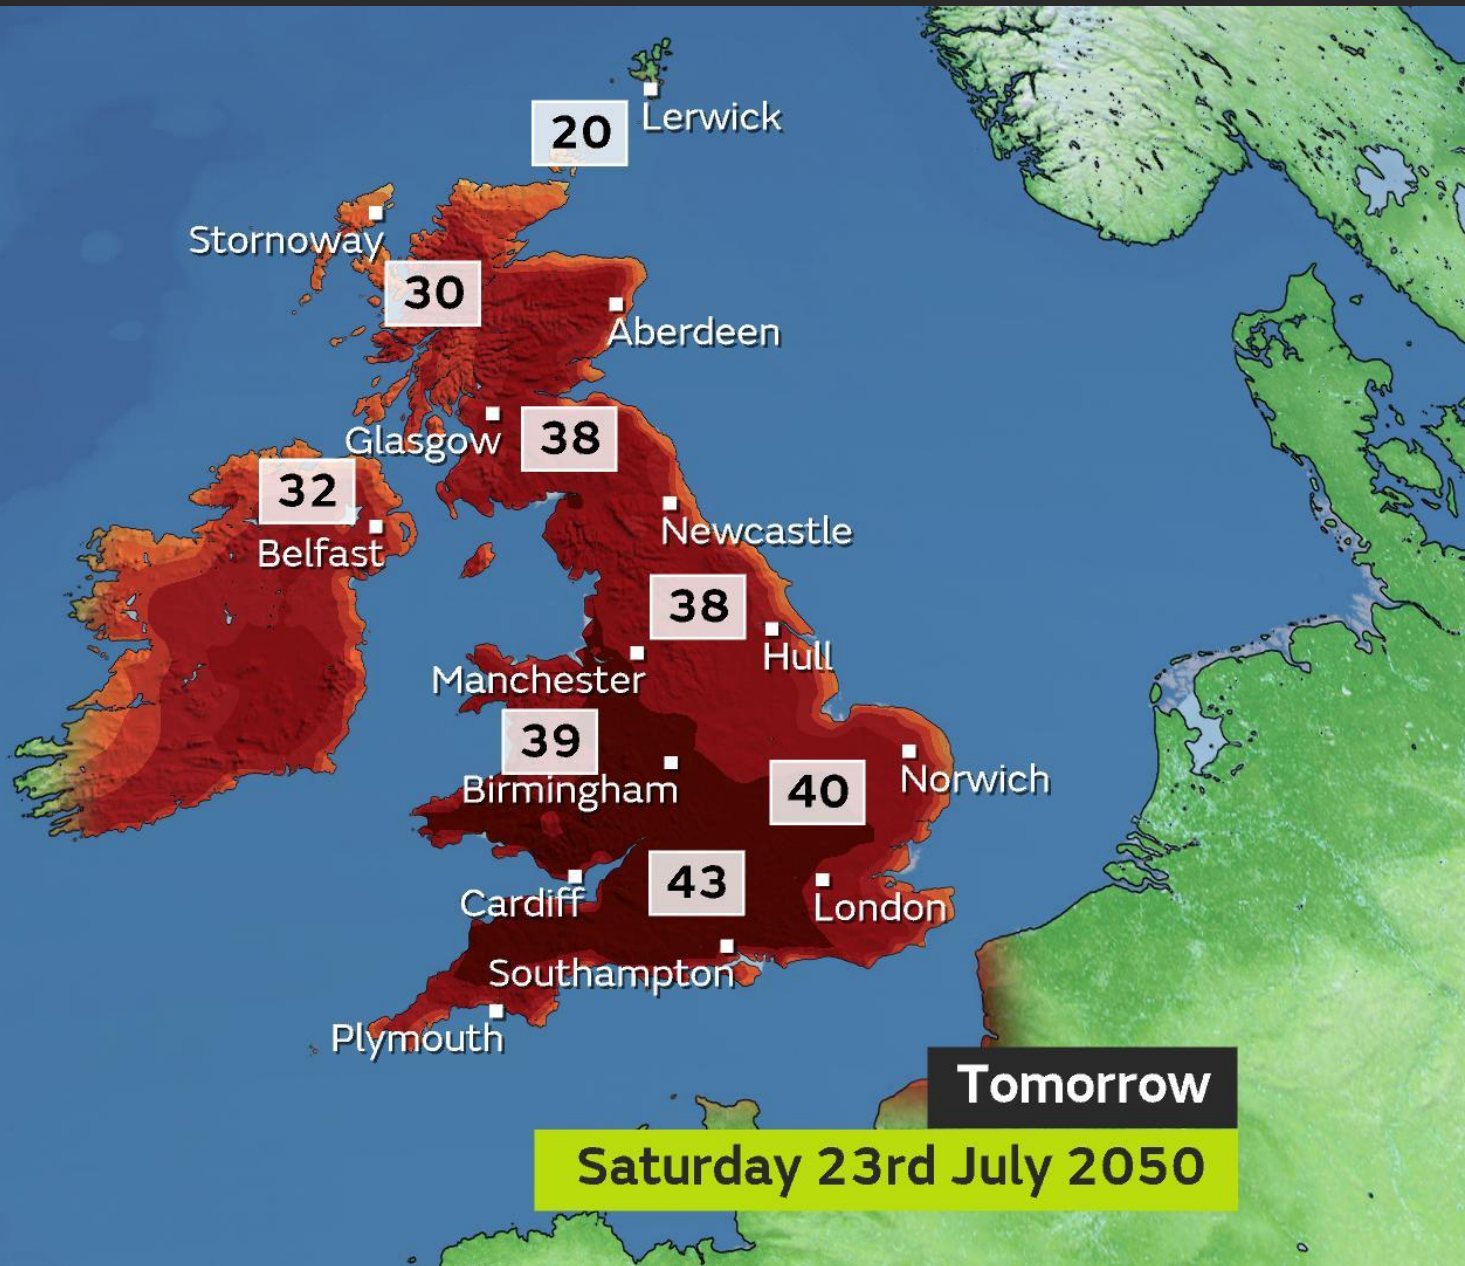 Lerwick
20
Stornoway
30
Aberdeen
Glasgow
38
32
Newcastle
Belfast
38
Hull
Manchester
39
Norwich
Birmingham
40
43
Cardiff
London
Southampton
Plymouth
Tomorrow
Saturday 23rd July 2050